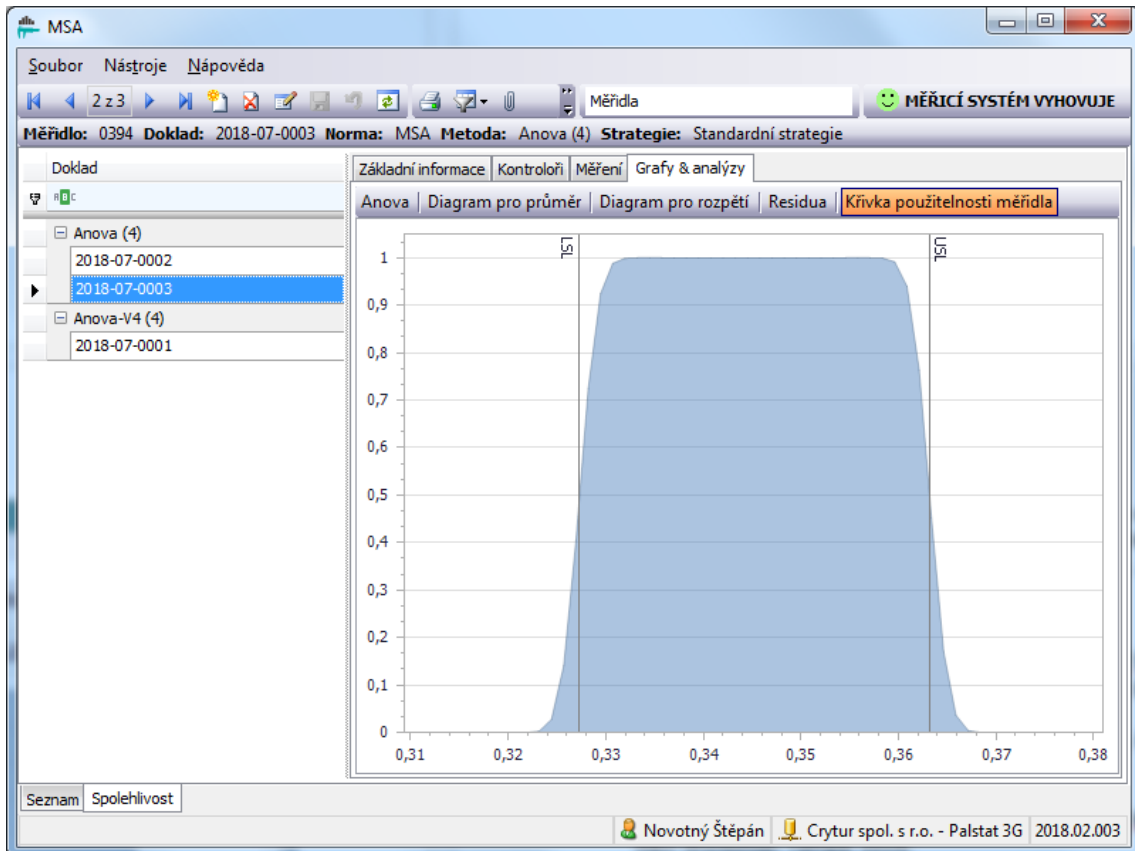 MSA
Soubor Nástroje Nápověda
2 z 3 Měřidla MĚŘICÍ SYSTÉM VYHOVUJE
Měřidlo: 0394 Doklad: 2018-07-0003 Norma: MSA Metoda: Anova (4) Strategie: Standardní strategie
Doklad
Základní informace Kontroloři Měření Grafy & analýzy
ABC
Anova Diagram pro průměr Diagram pro rozpětí Residua Křivka použitelnosti měřidla
Anova (4)
2018-07-0002
2018-07-0003
Anova-V4 (4)
2018-07-0001
LSL USL
1
0,9
0,8
0,7
0,6
0,5
0,4
0,3
0,2
0,1
0
0,31 0,32 0,33 0,34 0,35 0,36 0,37 0,38
Seznam Spolehlivost
Novotný Štěpán Crytur spol. s r.o. - Palstat 3G 2018.02.003